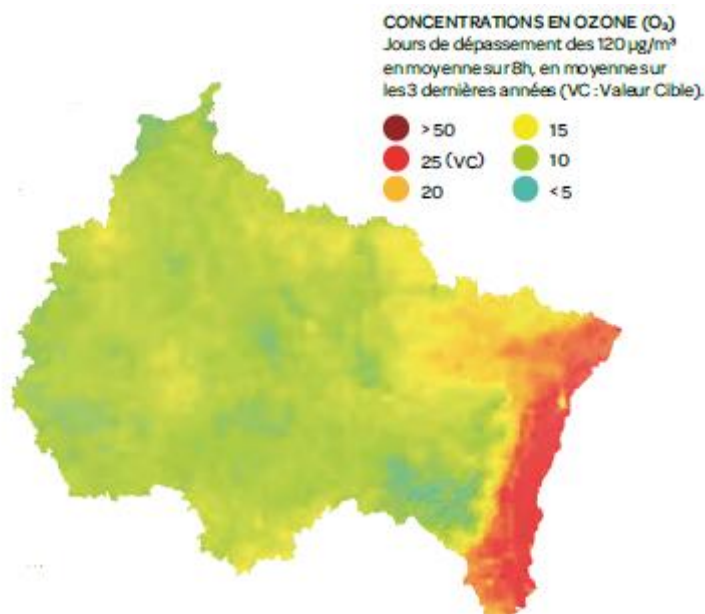 CONCENTRATIONS EN OZONE (O₃)
Jours de dépassement des 120 µg/m³
en moyenne sur 8h, en moyenne sur
les 3 dernières années (VC : Valeur Cible).
> 50
15
25 (VC)
10
20
< 5